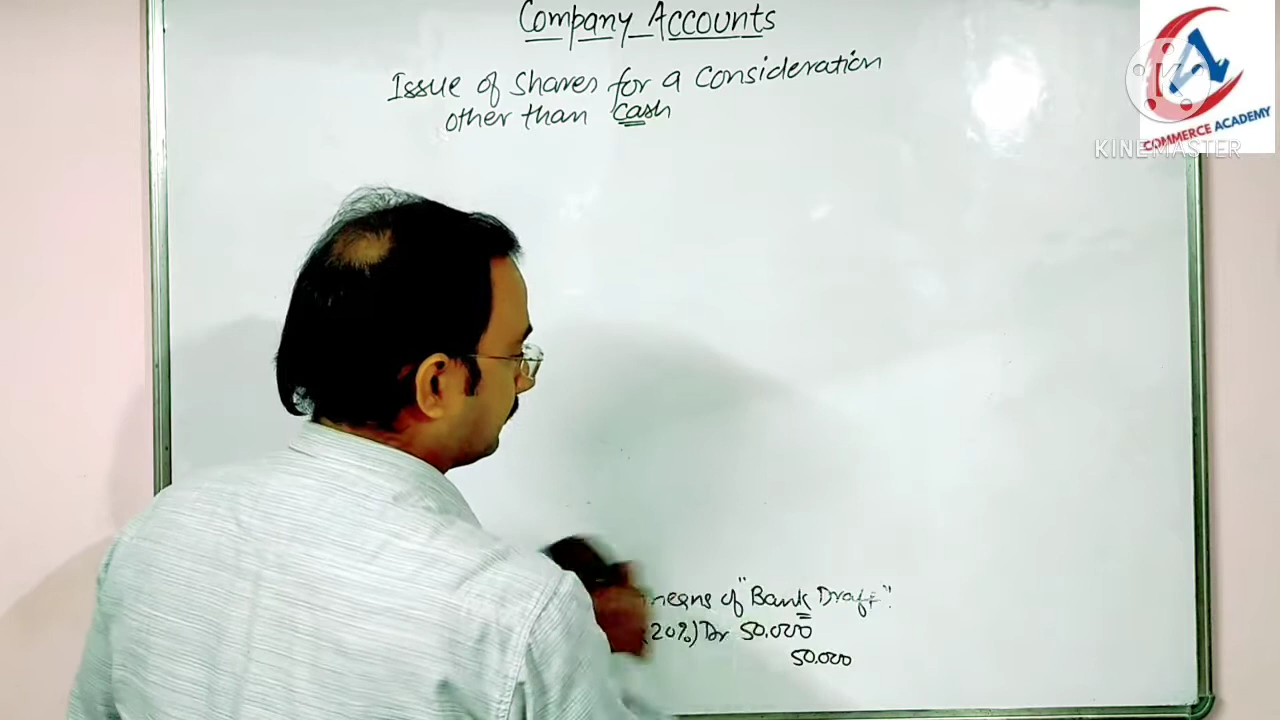 Company Accounts
Issue of Shares for a Consideration
other than Cash
COMMERCE ACADEMY
KINEMASTER
means of "Bank Draft"
(20%) Dr 50,000
50,000